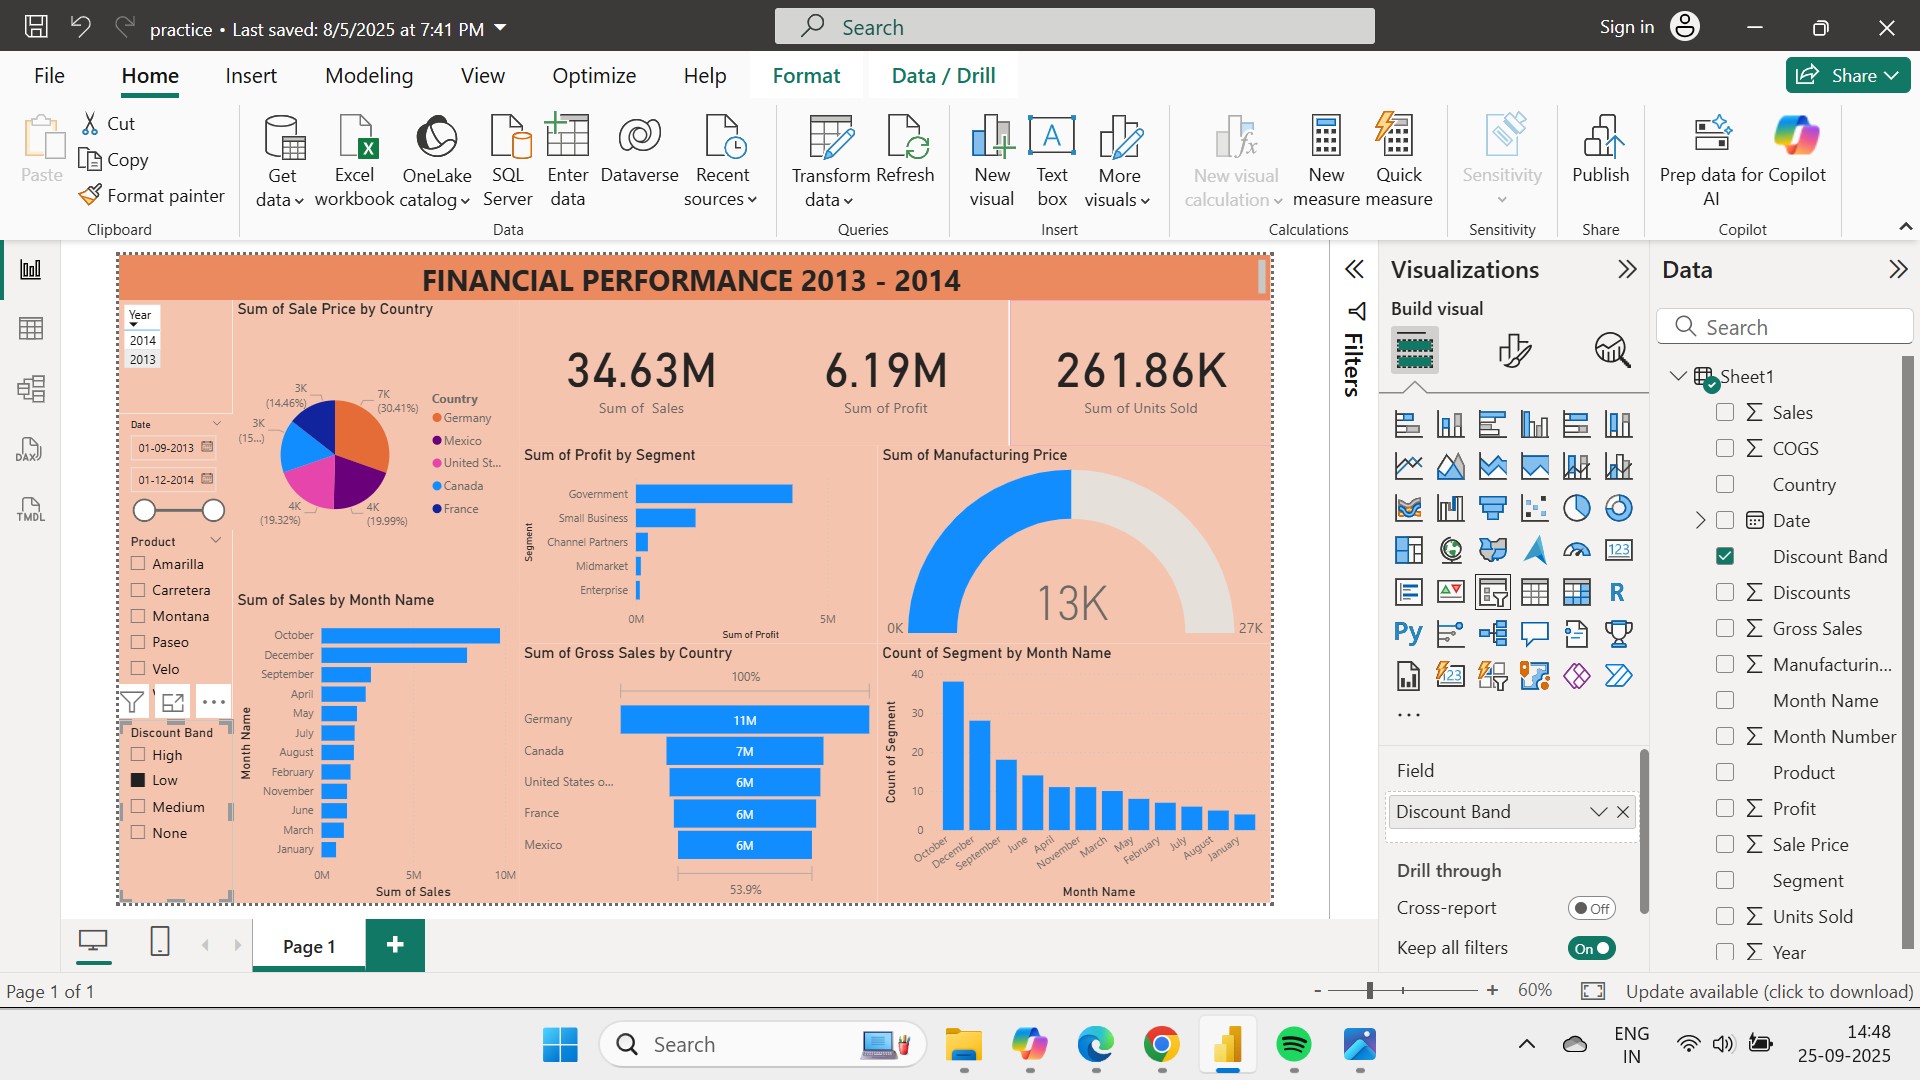 practice • Last saved: 8/5/2025 at 7:41 PM
Search
Sign in
File
Home
Insert
Modeling
View
Optimize
Help
Format
Data / Drill
Share
Paste
Cut
Copy
Format painter
Clipboard
Get data
Excel workbook
OneLake catalog
SQL Server
Enter data
Dataverse
Recent sources
Data
Transform data
Refresh
Queries
New visual
Text box
More visuals
Insert
New visual calculation
New measure
Quick measure
Calculations
Sensitivity
Sensitivity
Publish
Share
Prep data for AI
Copilot
Copilot
FINANCIAL PERFORMANCE 2013 - 2014
Year
2014
2013
Date
01-09-2013
01-12-2014
Product
Amarilla
Carretera
Montana
Paseo
Velo
Discount Band
High
Low
Medium
None
Sum of Sale Price by Country
3K
(14.46%)
7K
(30.41%)
3K
(15...)
4K
(19.32%)
4K
(19.99%)
Country
Germany
Mexico
United St...
Canada
France
34.63M
Sum of Sales
6.19M
Sum of Profit
261.86K
Sum of Units Sold
Sum of Profit by Segment
Segment
Government
Small Business
Channel Partners
Midmarket
Enterprise
0M
5M
Sum of Profit
Sum of Manufacturing Price
13K
0K
27K
Sum of Sales by Month Name
Month Name
October
December
September
April
May
July
August
February
November
June
March
January
0M
5M
10M
Sum of Sales
Sum of Gross Sales by Country
100%
Germany
11M
Canada
7M
United States o...
6M
France
6M
Mexico
6M
53.9%
Count of Segment by Month Name
Count of Segment
40
30
20
10
0
October
December
September
June
April
November
March
May
February
July
August
January
Month Name
Filters
Visualizations
Build visual
123
R
Py
123
...
Field
Discount Band
Drill through
Cross-report
Off
Keep all filters
On
Data
Search
Sheet1
Sales
COGS
Country
Date
Discount Band
Discounts
Gross Sales
Manufacturin...
Month Name
Month Number
Product
Profit
Sale Price
Segment
Units Sold
Year
DAX
TMDL
Page 1
+
Page 1 of 1
- + 60%
Update available (click to download)
Search
ENG
IN
14:48
25-09-2025